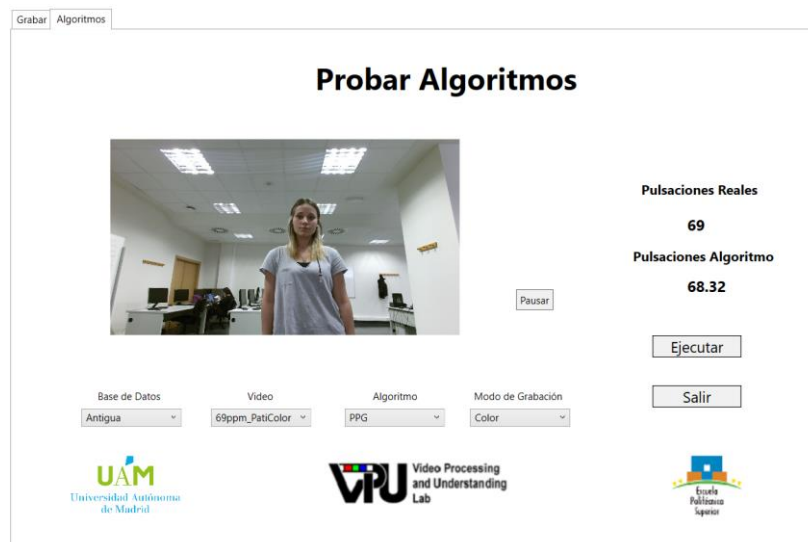 Grabar Algoritmos
Probar Algoritmos
Pulsaciones Reales
69
Pulsaciones Algoritmo
68.32
Pausar
Ejecutar
Salir
Base de Datos Video Algoritmo Modo de Grabación
Antigua 69ppm_PatiColor PPG Color
UAM
Universidad Autónoma
de Madrid
VPU Video Processing
and Understanding
Lab
Escuela
Politécnica
Superior